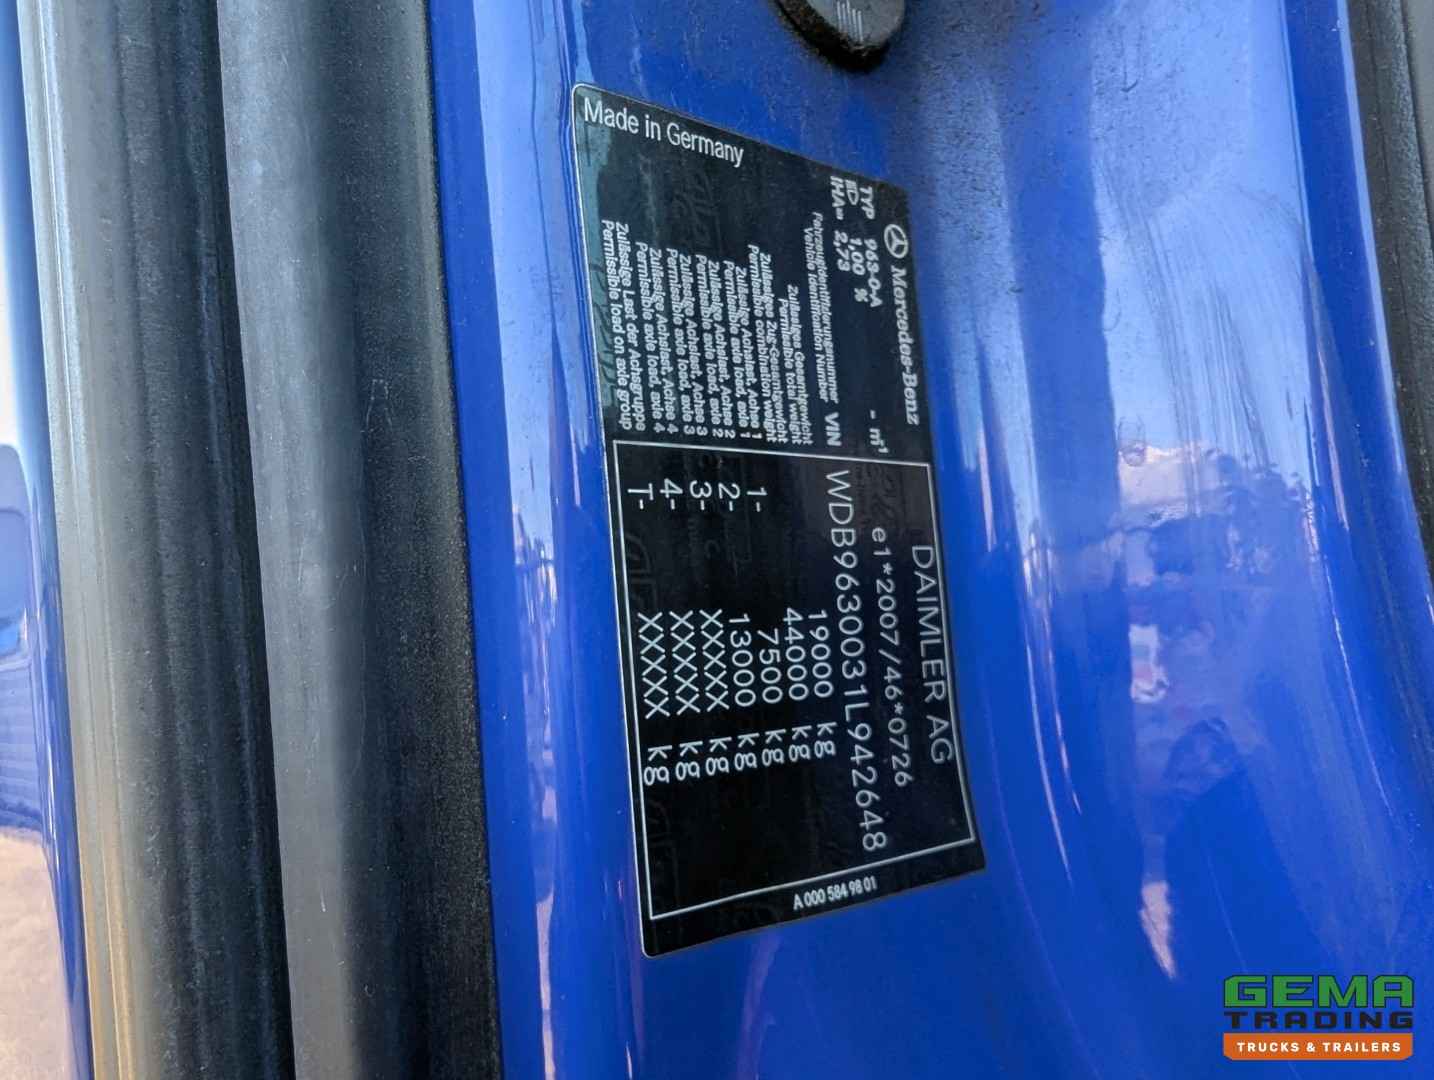 Made in Germany
Mercedes-Benz
TYP 963-0-A - m¹
ED 1,00 %
IHA= 2,73
Fahrzeugidentifizierungsnummer
Vehicle Identification Number VIN
Zulässiges Gesamtgewicht
Permissible total weight
Zulässiges Zug-Gesamtgewicht
Permissible combination weight
Zulässige Achslast, Achse 1
Permissible axle load, axle 1
Zulässige Achslast, Achse 2
Permissible axle load, axle 2
Zulässige Achslast, Achse 3
Permissible axle load, axle 3
Zulässige Achslast, Achse 4
Permissible axle load, axle 4
Zulässige Last der Achsgruppe
Permissible load on axle group
DAIMLER AG
e1*2007/46*0726
WDB9630031L942648
19000 kg
44000 kg
1- 7500 kg
2- 13000 kg
3- XXXXX kg
4- XXXXX kg
T- XXXXX kg
A 000 584 98 01
GEMA
TRADING
TRUCKS & TRAILERS